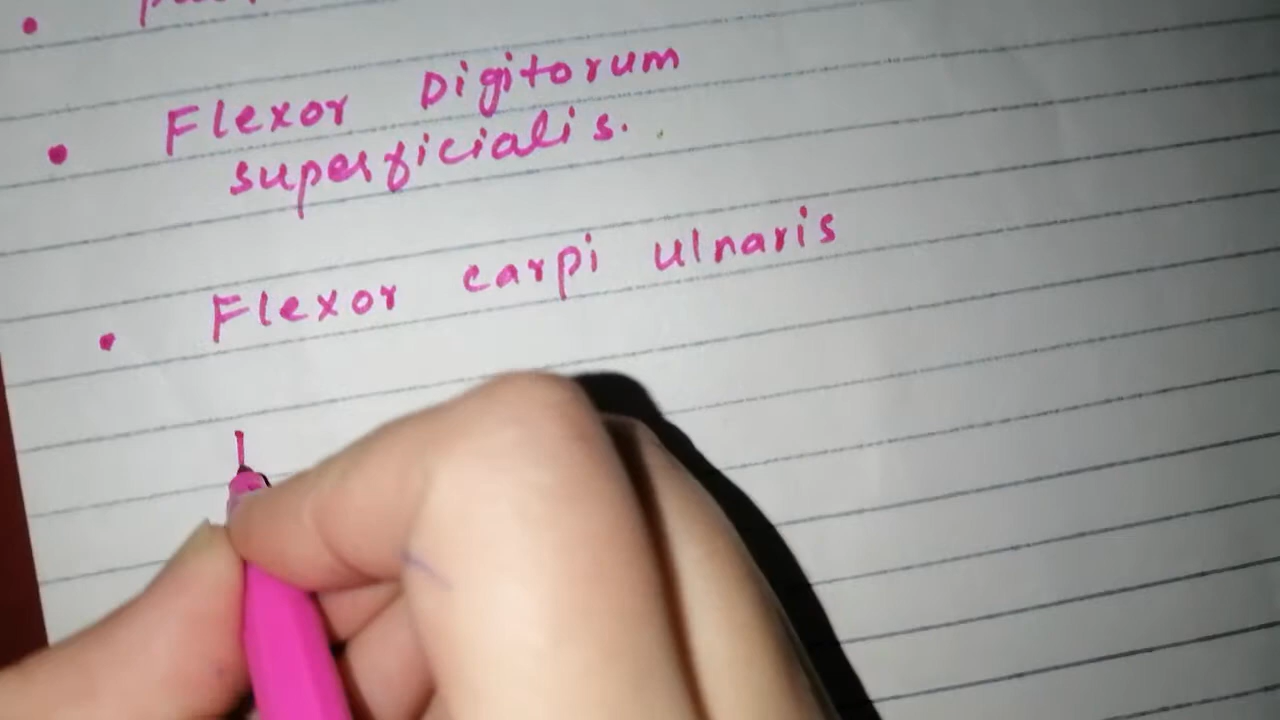 • Flexor Digitorum
superficialis.
• Flexor carpi ulnaris